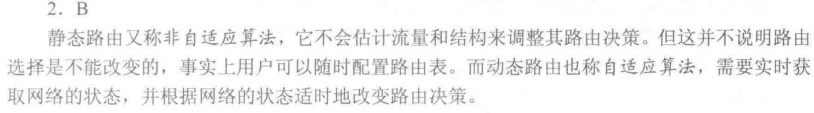 2. B
静态路由又称非自适应算法，它不会估计流量和结构来调整其路由决策。但这并不说明路由
选择是不能改变的，事实上用户可以随时配置路由表。而动态路由也称自适应算法，需要实时获
取网络的状态，并根据网络的状态适时地改变路由决策。